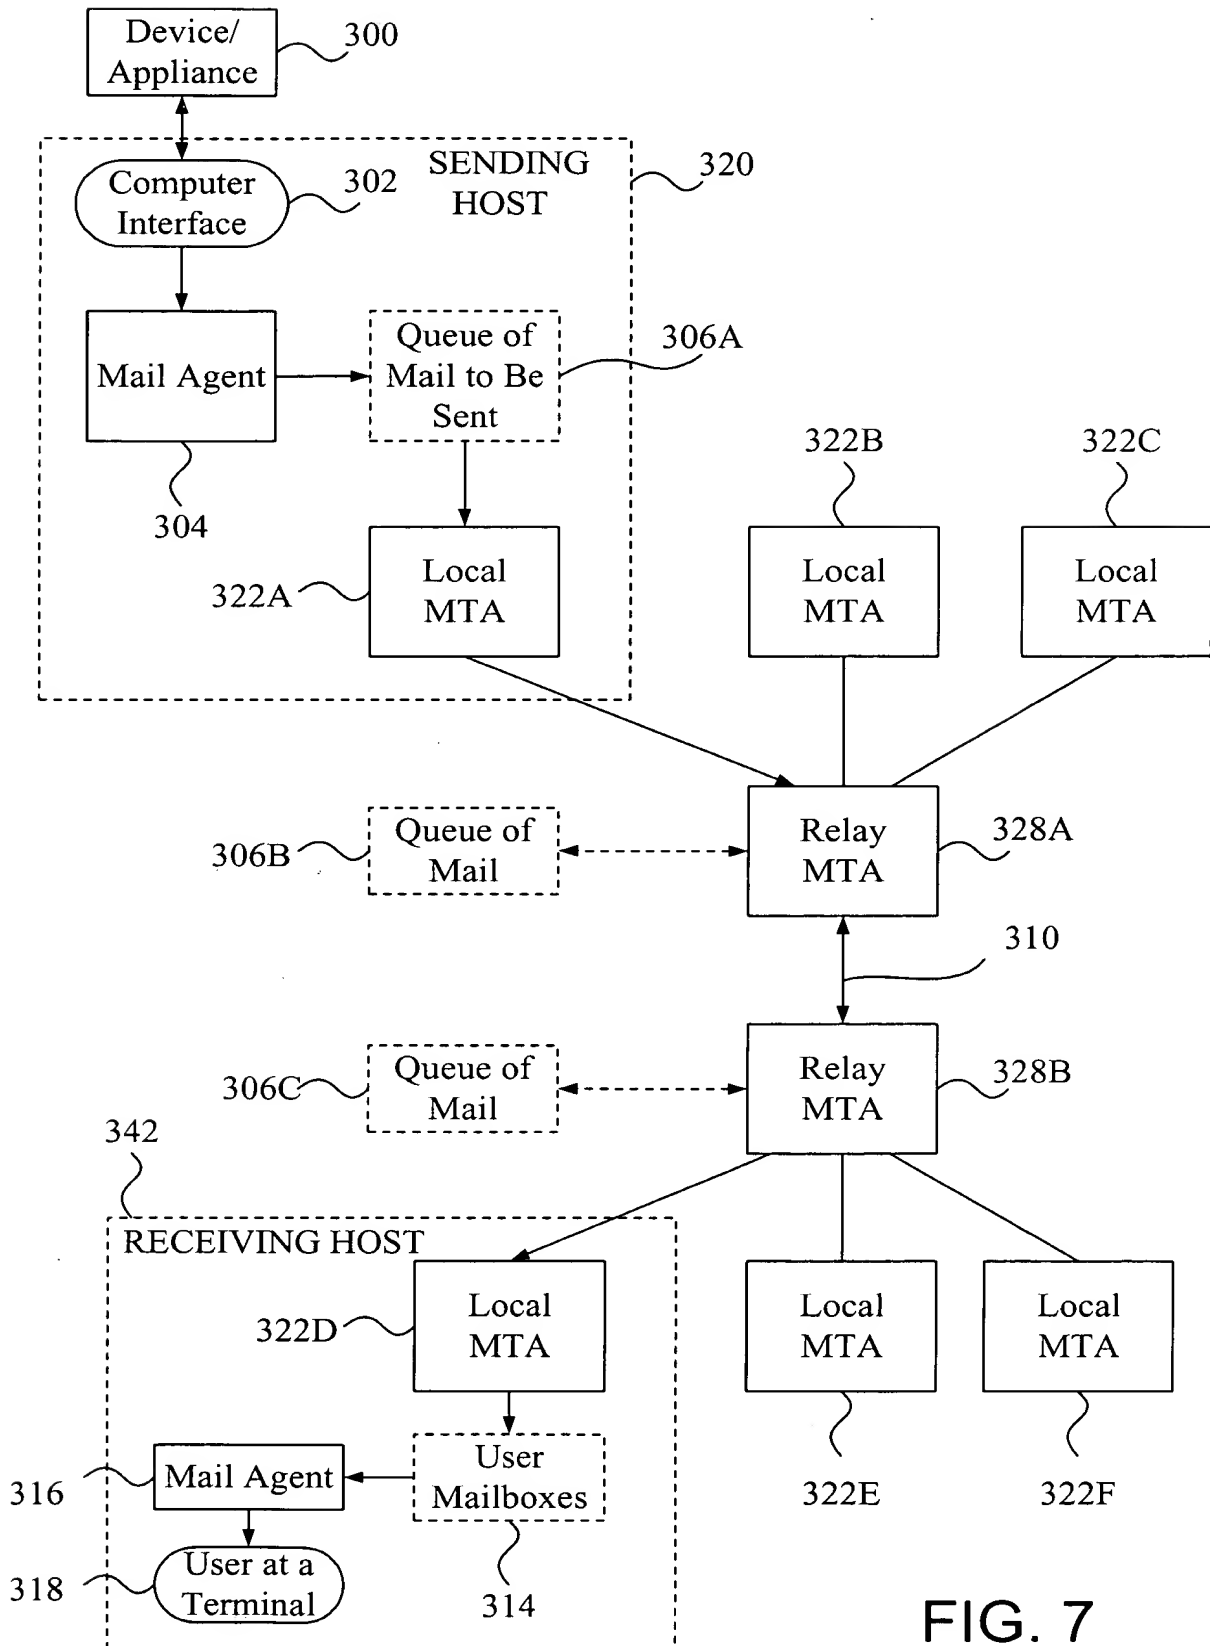 Device/
Appliance
300
SENDING
HOST
320
Computer
Interface
302
Mail Agent
304
Queue of
Mail to Be
Sent
306A
322B
322C
322A
Local
MTA
Local
MTA
Local
MTA
306B
Queue of
Mail
Relay
MTA
328A
310
306C
Queue of
Mail
Relay
MTA
328B
342
RECEIVING HOST
322D
Local
MTA
Local
MTA
Local
MTA
316
Mail Agent
User
Mailboxes
322E
322F
318
User at a
Terminal
314
FIG. 7